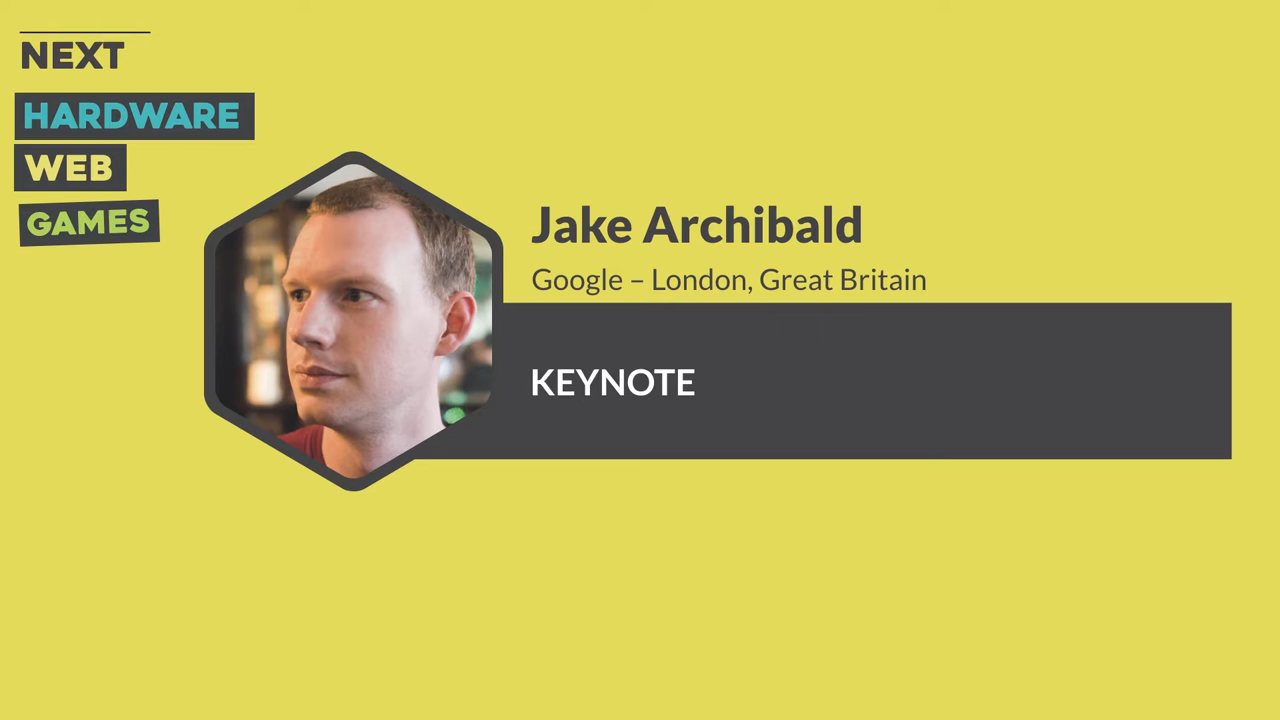 NEXT
HARDWARE
WEB
GAMES
Jake Archibald
Google – London, Great Britain
KEYNOTE